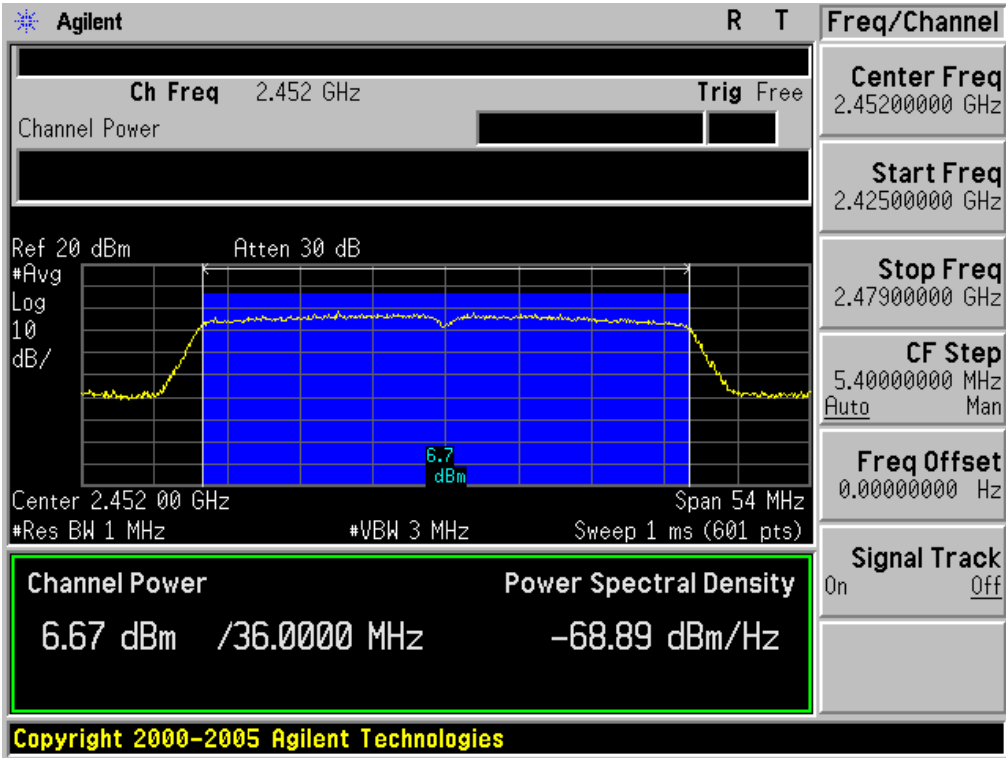 Agilent R T
Freq/Channel
Ch Freq 2.452 GHz Trig Free
Channel Power
Center Freq
2.45200000 GHz
Start Freq
2.42500000 GHz
Stop Freq
2.47900000 GHz
CF Step
5.40000000 MHz
Auto Man
Freq Offset
0.00000000 Hz
Signal Track
On Off
Ref 20 dBm Atten 30 dB
#Avg
Log
10
dB/
6.7
dBm
Center 2.452 00 GHz Span 54 MHz
#Res BW 1 MHz #VBW 3 MHz Sweep 1 ms (601 pts)
Channel Power Power Spectral Density
6.67 dBm /36.0000 MHz -68.89 dBm/Hz
Copyright 2000-2005 Agilent Technologies